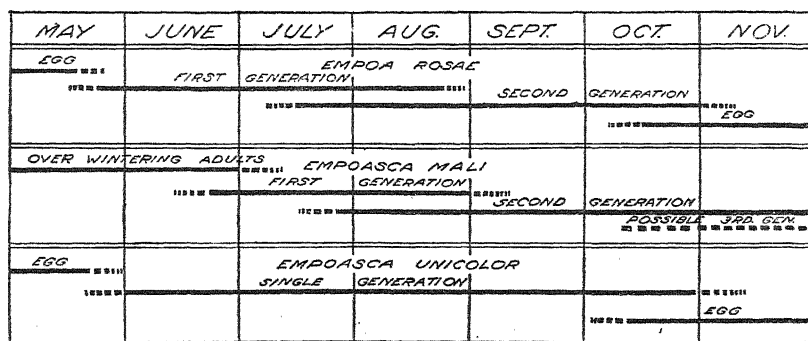 MAY JUNE JULY AUG. SEPT. OCT. NOV.
EGG EMPOA ROSAE
FIRST GENERATION
SECOND GENERATION
EGG
OVER WINTERING ADULTS EMPOASCA MALI
FIRST GENERATION
SECOND GENERATION
POSSIBLE 3RD. GEN.
EGG EMPOASCA UNICOLOR
SINGLE GENERATION
EGG